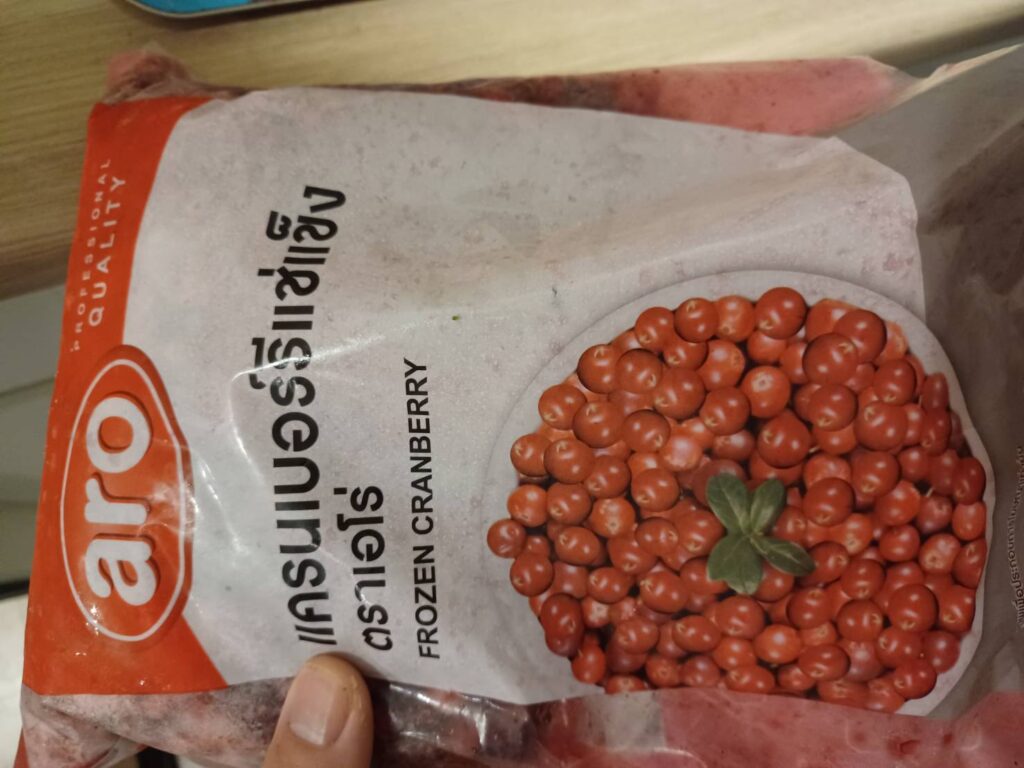 PROFESSIONAL
QUALITY
aro
แครนเบอร์รีแช่แข็ง
ตราเอโร่
FROZEN CRANBERRY